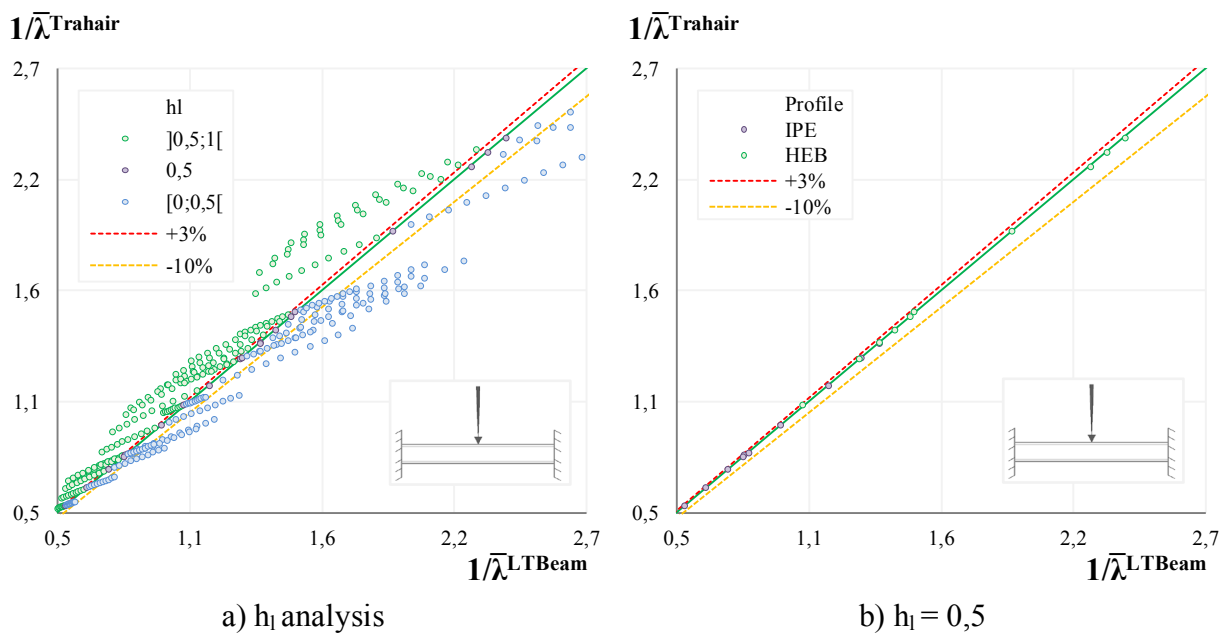 1/λ̅ᵀʳᵃʰᵃⁱʳ
2,7
2,2
1,6
1,1
0,5
hl
]0,5;1[
0,5
[0;0,5[
+3%
-10%
0,5
1,1
1,6
2,2
2,7
1/λ̅ᴸᵀᴮᵉᵃᵐ
a) hₗ analysis
1/λ̅ᵀʳᵃʰᵃⁱʳ
2,7
2,2
1,6
1,1
0,5
Profile
IPE
HEB
+3%
-10%
0,5
1,1
1,6
2,2
2,7
1/λ̅ᴸᵀᴮᵉᵃᵐ
b) hₗ = 0,5